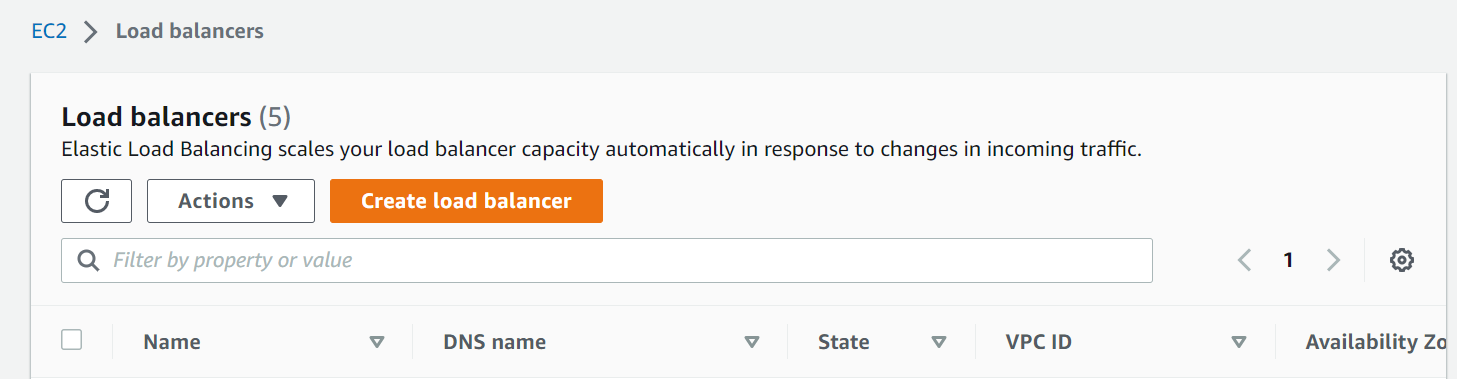 EC2 Load balancers
Load balancers (5)
Elastic Load Balancing scales your load balancer capacity automatically in response to changes in incoming traffic.
Actions Create load balancer
Filter by property or value 1
Name DNS name State VPC ID Availability Zo